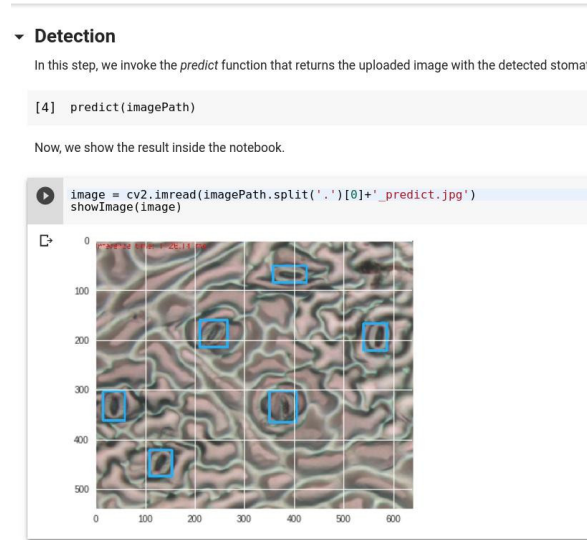 Detection
In this step, we invoke the predict function that returns the uploaded image with the detected stomat
[4] predict(imagePath)
Now, we show the result inside the notebook.
image = cv2.imread(imagePath.split('.')[0]+'_predict.jpg')
showImage(image)
0
100
200
300
400
500
0 100 200 300 400 500 600